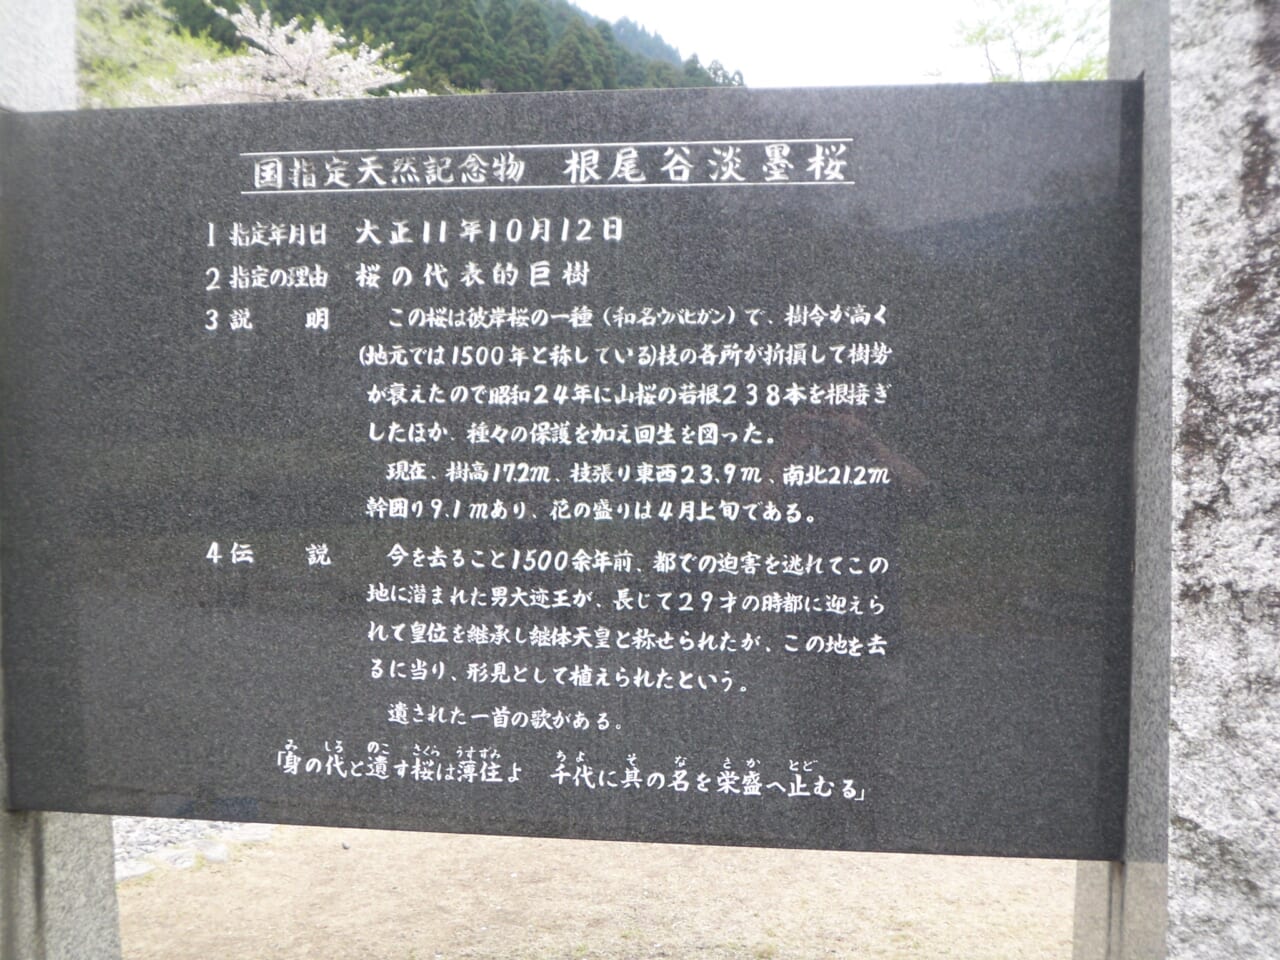 国指定天然記念物 根尾谷淡墨桜
1 指定年月日 大正11年10月12日
2 指定の理由 桜の代表的巨樹
3 説 明 この桜は彼岸桜の一種(和名ウバヒガン)で、樹令が高く
(地元では1500年と称している)枝の各所が折損して樹勢
が衰えたので昭和24年に山桜の若根238本を根接ぎ
したほか、種々の保護を加え回生を図った。
現在、樹高17.2m、枝張り東西23.9m、南北21.2m
幹囲り9.1mあり、花の盛りは4月上旬である。
4 伝 説 今を去ること1500余年前、都での迫害を逃れてこの
地に潜まれた男大迹王が、長じて29才の時都に迎えら
れて皇位を継承し継体天皇と称せられたが、この地を去
るに当り、形見として植えられたという。
遺された一首の歌がある。
み しろ のこ さくら うすずみ ちよ そ な さか とど
「身の代と遺す桜は薄住よ 千代に其の名を栄盛へ止むる」